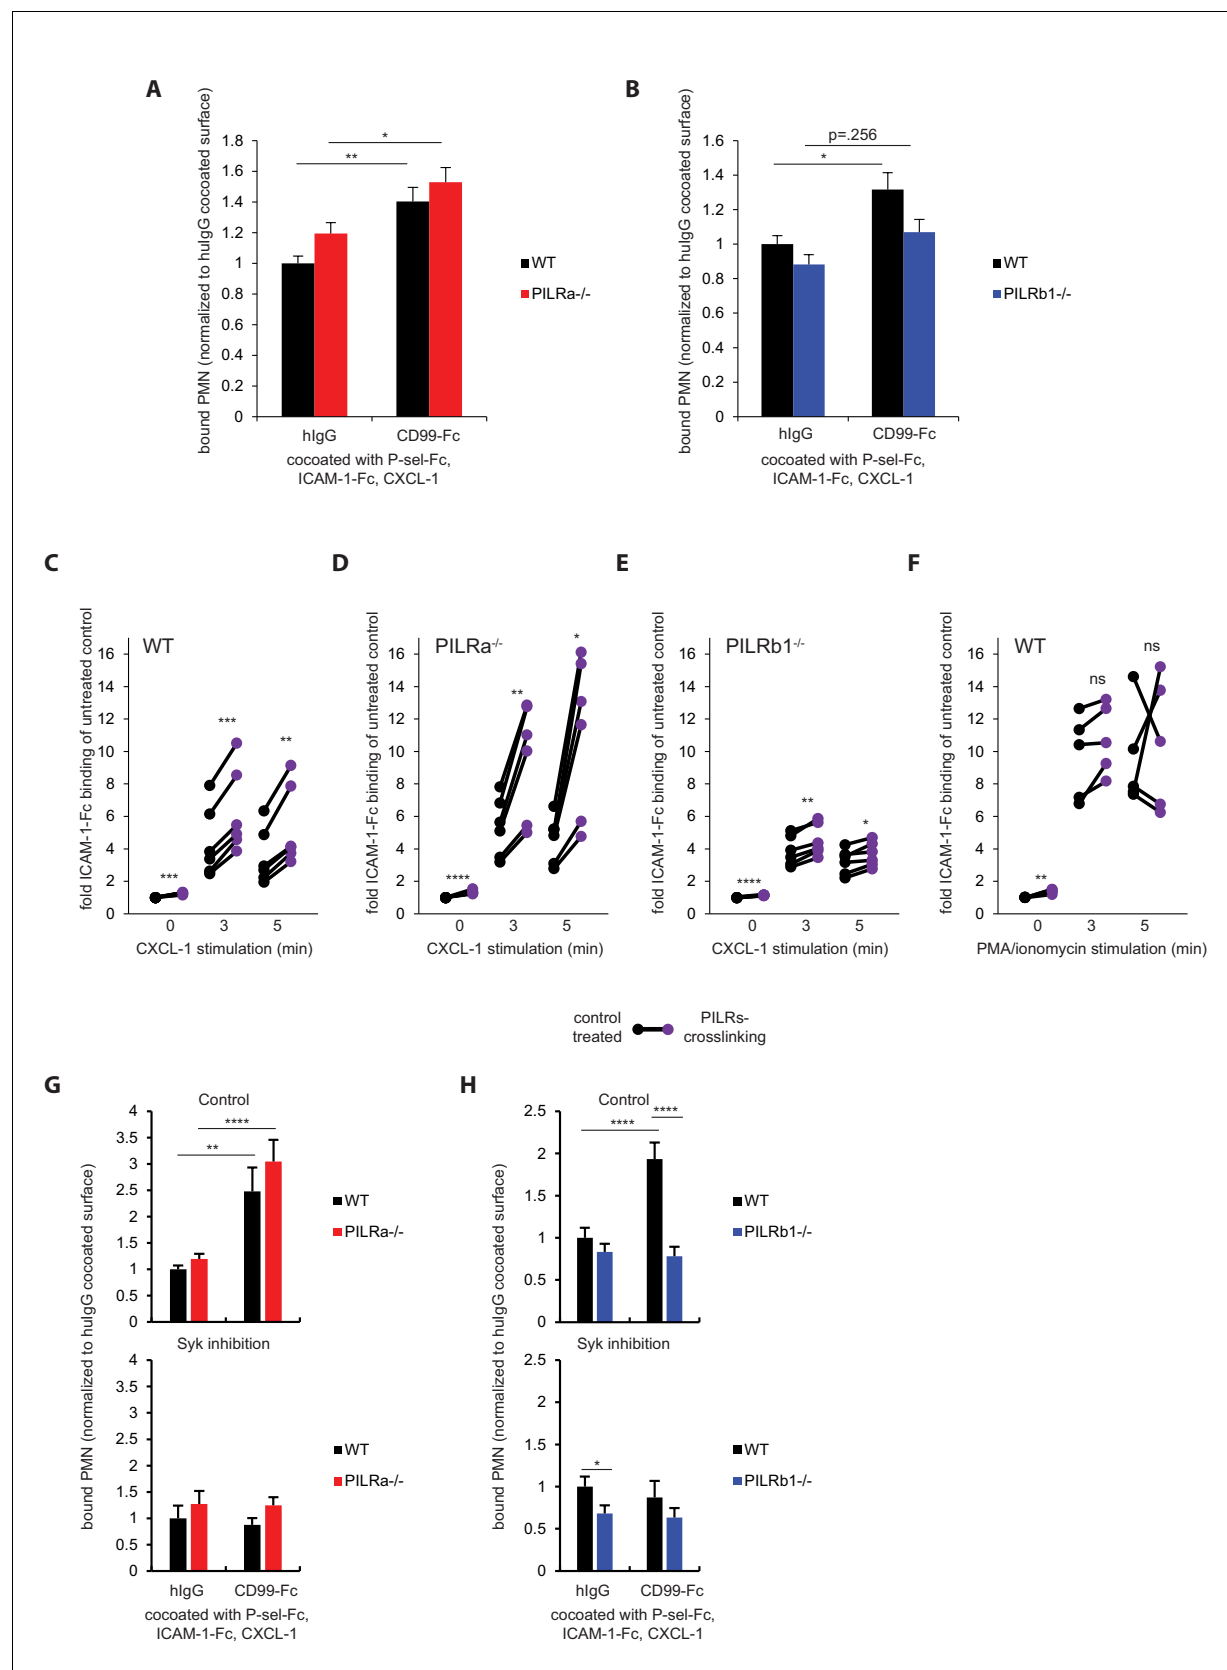 A
bound PMN (normalized to huIgG cocoated surface)
1.8
1.6
1.4
1.2
1
0.8
0.6
0.4
0.2
0
*
**
hIgG
CD99-Fc
cocoated with P-sel-Fc,
ICAM-1-Fc, CXCL-1
WT
PILRa-/-
B
bound PMN (normalized to huIgG cocoated surface)
1.6
1.4
1.2
1
0.8
0.6
0.4
0.2
0
p=.256
*
hIgG
CD99-Fc
cocoated with P-sel-Fc,
ICAM-1-Fc, CXCL-1
WT
PILRb1-/-
C
fold ICAM-1-Fc binding of untreated control
WT
16
14
12
10
8
6
4
2
0
***
***
**
0 3 5
CXCL-1 stimulation (min)
D
fold ICAM-1-Fc binding of untreated control
PILRa-/-
16
14
12
10
8
6
4
2
0
****
**
*
0 3 5
CXCL-1 stimulation (min)
E
fold ICAM-1-Fc binding of untreated control
PILRb1-/-
16
14
12
10
8
6
4
2
0
****
**
*
0 3 5
CXCL-1 stimulation (min)
F
fold ICAM-1-Fc binding of untreated control
WT
16
14
12
10
8
6
4
2
0
**
ns
ns
0 3 5
PMA/ionomycin stimulation (min)
control
treated
PILRs-
crosslinking
G
bound PMN (normalized to huIgG cocoated surface)
Control
4
3.5
3
2.5
2
1.5
1
0.5
0
****
**
WT
PILRa-/-
Syk inhibition
4
3.5
3
2.5
2
1.5
1
0.5
0
WT
PILRa-/-
hIgG
CD99-Fc
cocoated with P-sel-Fc,
ICAM-1-Fc, CXCL-1
H
bound PMN (normalized to huIgG cocoated surface)
Control
2.5
2
1.5
1
0.5
0
****
****
WT
PILRb1-/-
Syk inhibition
2.5
2
1.5
1
0.5
0
*
WT
PILRb1-/-
hIgG
CD99-Fc
cocoated with P-sel-Fc,
ICAM-1-Fc, CXCL-1